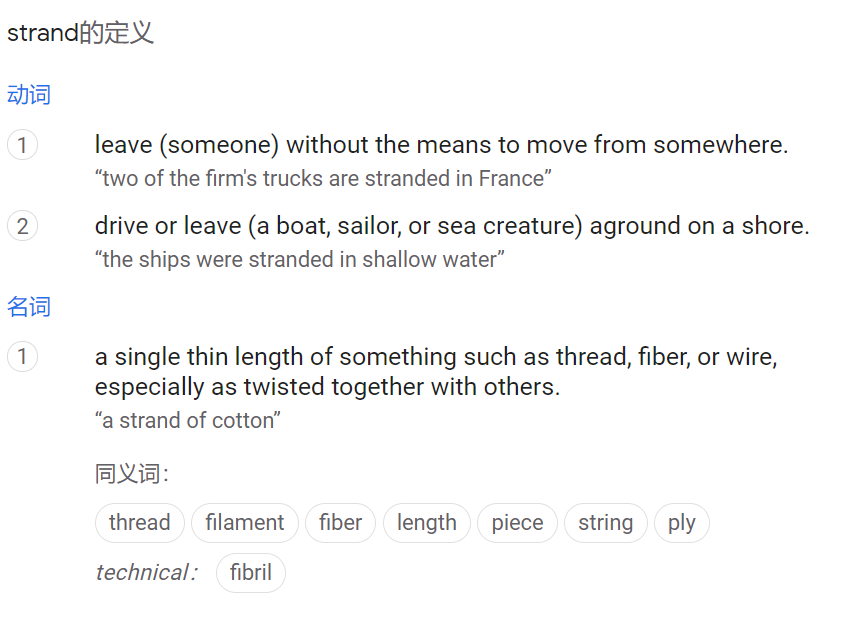 strand的定义
动词
1 leave (someone) without the means to move from somewhere.
“two of the firm's trucks are stranded in France”
2 drive or leave (a boat, sailor, or sea creature) aground on a shore.
“the ships were stranded in shallow water”
名词
1 a single thin length of something such as thread, fiber, or wire,
especially as twisted together with others.
“a strand of cotton”
同义词：
thread filament fiber length piece string ply
technical： fibril